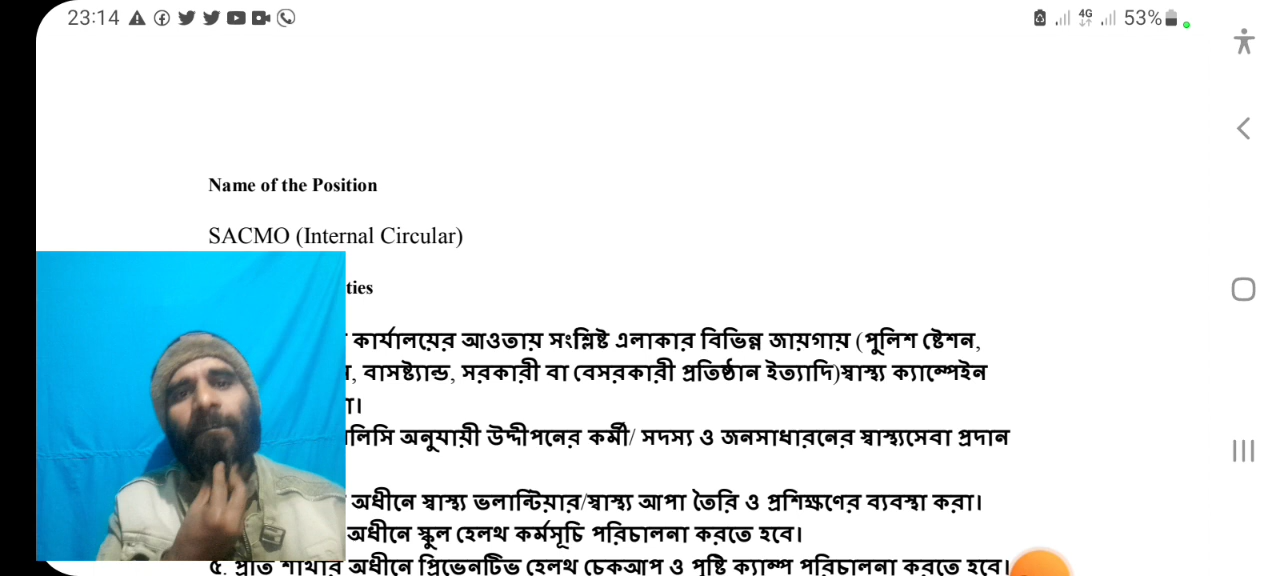 23:14 4G 53%
Name of the Position
SACMO (Internal Circular)
ties
কার্যালয়ের আওতায় সংশ্লিষ্ট এলাকার বিভিন্ন জায়গায় (পুলিশ ষ্টেশন,
, বাসষ্ট্যান্ড, সরকারী বা বেসরকারী প্রতিষ্ঠান ইত্যাদি)স্বাস্থ্য ক্যাম্পেইন
া।
লিসি অনুযায়ী উদ্দীপনের কর্মী/ সদস্য ও জনসাধারনের স্বাস্থ্যসেবা প্রদান
অধীনে স্বাস্থ্য ভলান্টিয়ার/স্বাস্থ্য আপা তৈরি ও প্রশিক্ষণের ব্যবস্থা করা।
অধীনে স্কুল হেলথ কর্মসূচি পরিচালনা করতে হবে।
৫. প্রতি শাখার অধীনে প্রিভেনটিভ হেলথ চেকআপ ও পুষ্টি ক্যাম্প পরিচালনা করতে হবে।